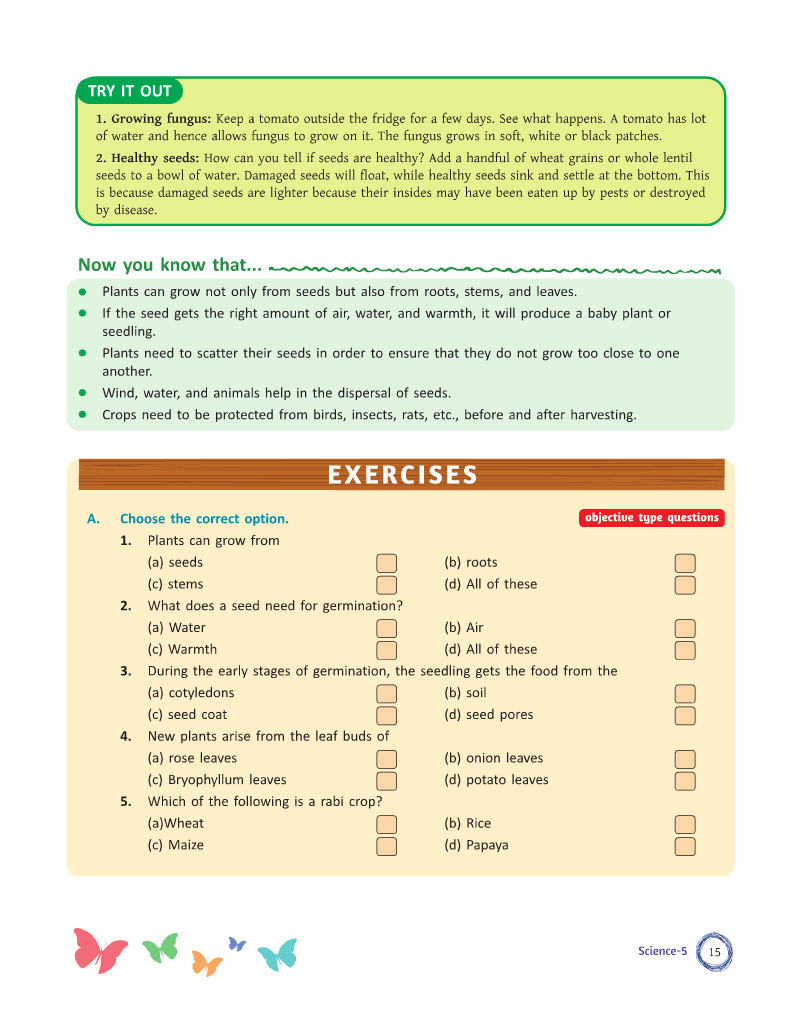 TRY IT OUT
1. Growing fungus: Keep a tomato outside the fridge for a few days. See what happens. A tomato has lot
of water and hence allows fungus to grow on it. The fungus grows in soft, white or black patches.
2. Healthy seeds: How can you tell if seeds are healthy? Add a handful of wheat grains or whole lentil
seeds to a bowl of water. Damaged seeds will float, while healthy seeds sink and settle at the bottom. This
is because damaged seeds are lighter because their insides may have been eaten up by pests or destroyed
by disease.
Now you know that...
• Plants can grow not only from seeds but also from roots, stems, and leaves.
• If the seed gets the right amount of air, water, and warmth, it will produce a baby plant or
seedling.
• Plants need to scatter their seeds in order to ensure that they do not grow too close to one
another.
• Wind, water, and animals help in the dispersal of seeds.
• Crops need to be protected from birds, insects, rats, etc., before and after harvesting.
EXERCISES
A. Choose the correct option. objective type questions
1. Plants can grow from
(a) seeds (b) roots
(c) stems (d) All of these
2. What does a seed need for germination?
(a) Water (b) Air
(c) Warmth (d) All of these
3. During the early stages of germination, the seedling gets the food from the
(a) cotyledons (b) soil
(c) seed coat (d) seed pores
4. New plants arise from the leaf buds of
(a) rose leaves (b) onion leaves
(c) Bryophyllum leaves (d) potato leaves
5. Which of the following is a rabi crop?
(a)Wheat (b) Rice
(c) Maize (d) Papaya
Science-5 15